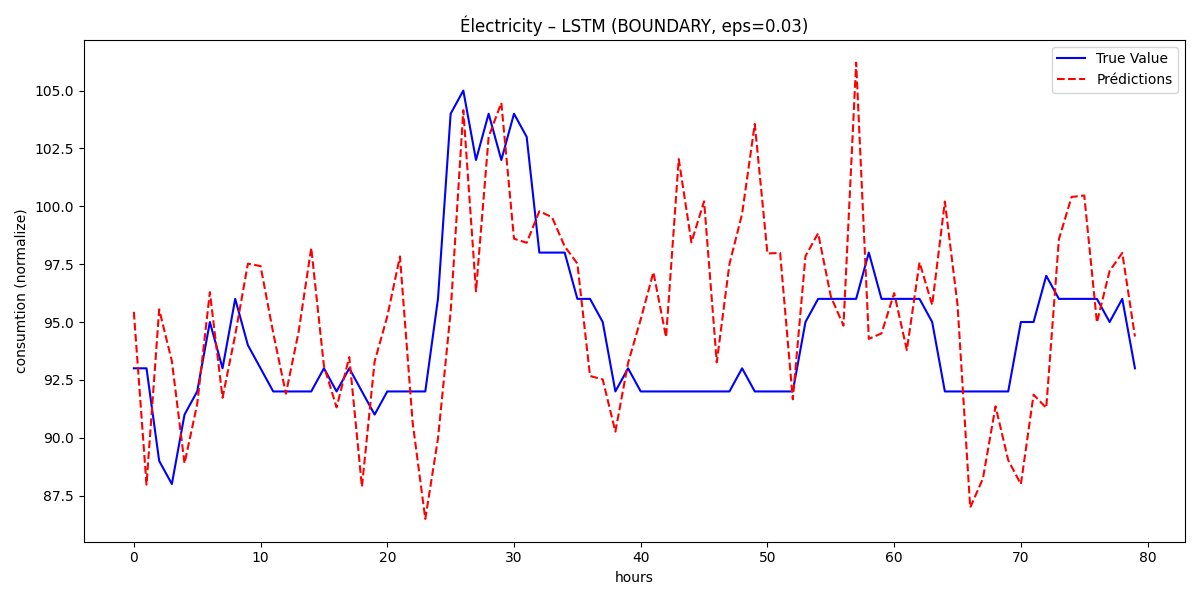 Électricity – LSTM (BOUNDARY, eps=0.03)
True Value
Prédictions
consumtion (normalize)
105.0
102.5
100.0
97.5
95.0
92.5
90.0
87.5
0 10 20 30 40 50 60 70 80
hours